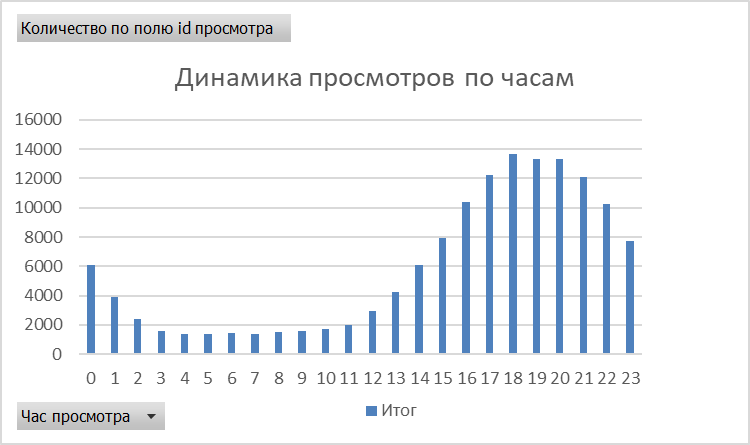 Количество по полю id просмотра
Динамика просмотров по часам
16000
14000
12000
10000
8000
6000
4000
2000
0
0 1 2 3 4 5 6 7 8 9 10 11 12 13 14 15 16 17 18 19 20 21 22 23
Час просмотра
Итог